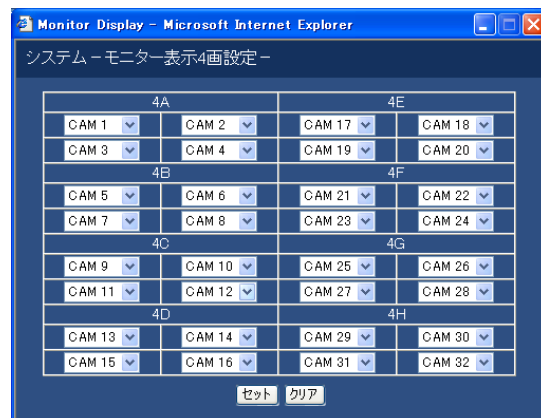 Monitor Display - Microsoft Internet Explorer
システム－モニター表示4画設定－
4A 4E
CAM 1 CAM 2 CAM 17 CAM 18
CAM 3 CAM 4 CAM 19 CAM 20
4B 4F
CAM 5 CAM 6 CAM 21 CAM 22
CAM 7 CAM 8 CAM 23 CAM 24
4C 4G
CAM 9 CAM 10 CAM 25 CAM 26
CAM 11 CAM 12 CAM 27 CAM 28
4D 4H
CAM 13 CAM 14 CAM 29 CAM 30
CAM 15 CAM 16 CAM 31 CAM 32
セット クリア